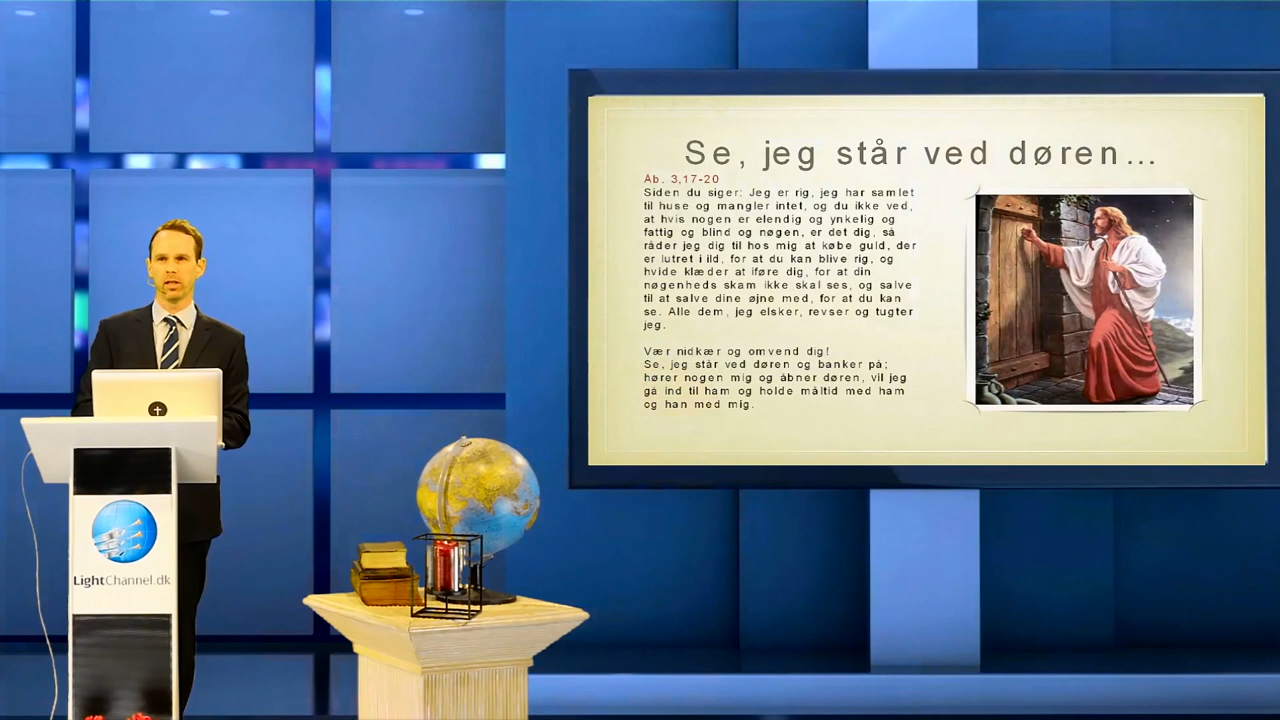 Se, jeg står ved døren...
Åb. 3,17-20
Siden du siger: Jeg er rig, jeg har samlet
til huse og mangler intet, og du ikke ved,
at hvis nogen er elendig og ynkelig og
fattig og blind og nøgen, er det dig, så
råder jeg dig til hos mig at købe guld, der
er lutret i ild, for at du kan blive rig, og
hvide klæder at iføre dig, for at din
nøgenheds skam ikke skal ses, og salve
til at salve dine øjne med, for at du kan
se. Alle dem, jeg elsker, revser og tugter
jeg.
Vær nidkær og omvend dig!
Se, jeg står ved døren og banker på;
hører nogen mig og åbner døren, vil jeg
gå ind til ham og holde måltid med ham
og han med mig.
LightChannel.dk